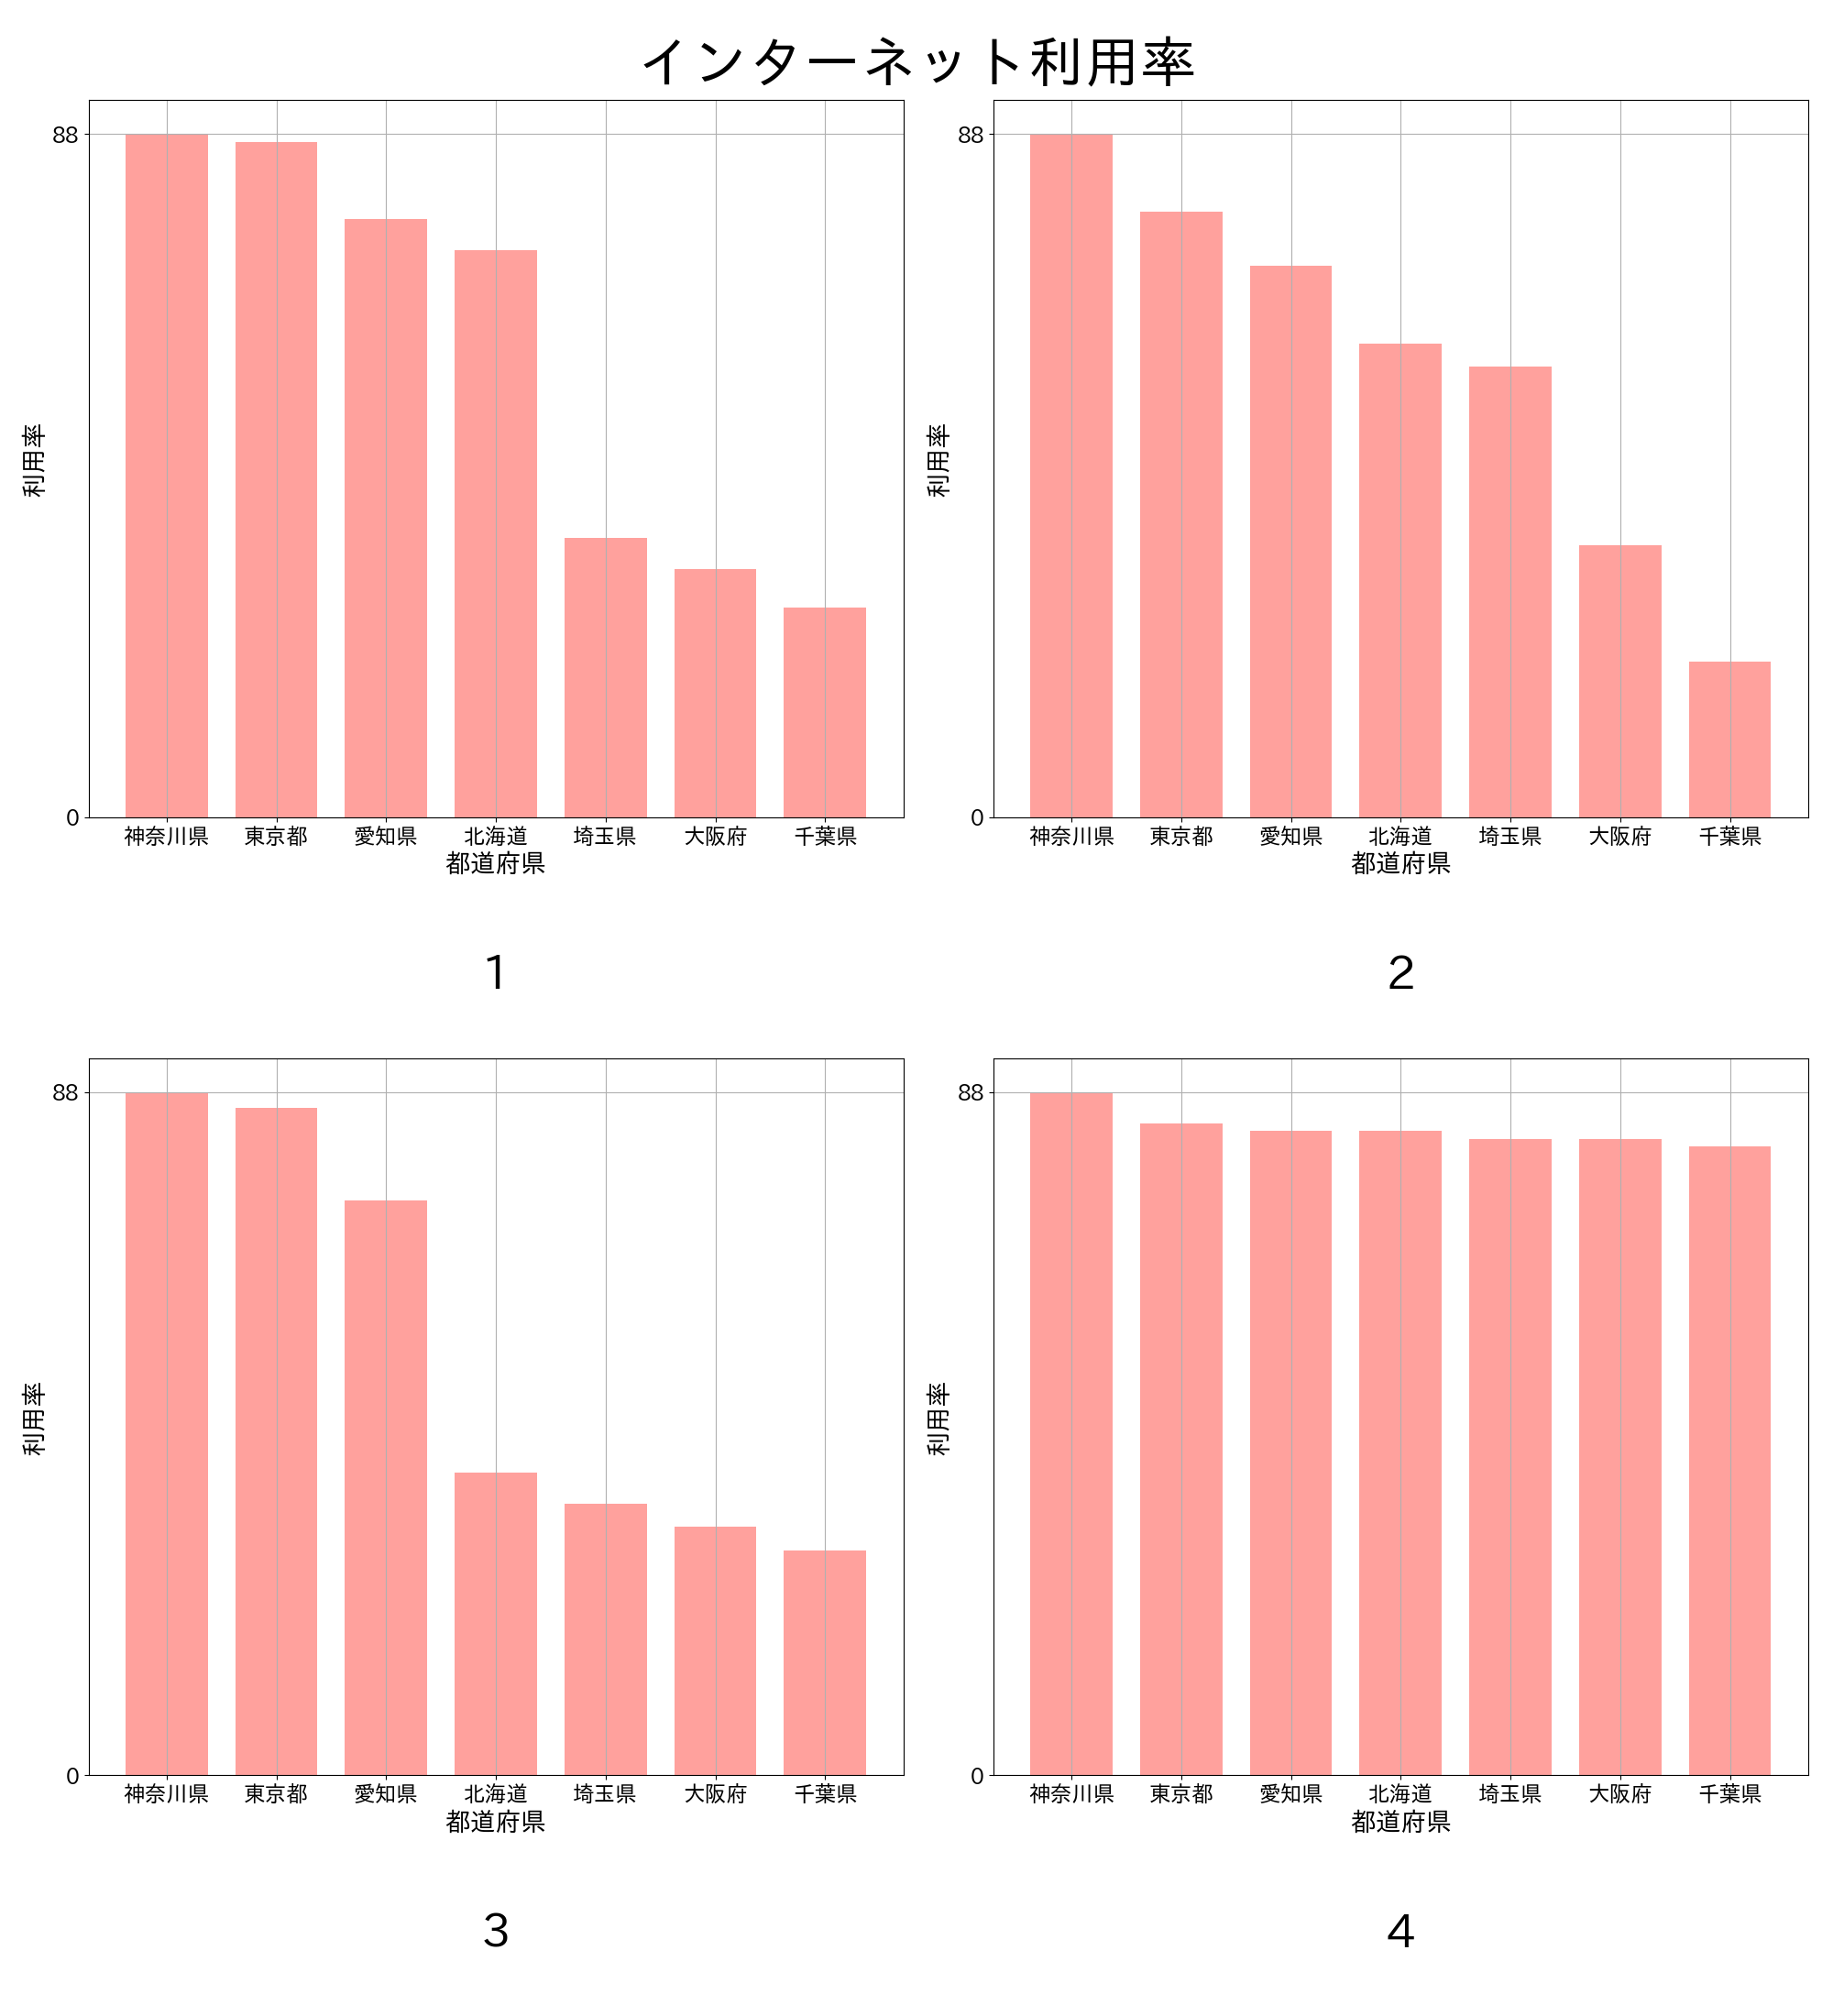 インターネット利用率
88
0
利用率
神奈川県 東京都 愛知県 北海道 埼玉県 大阪府 千葉県
都道府県
1
88
0
利用率
神奈川県 東京都 愛知県 北海道 埼玉県 大阪府 千葉県
都道府県
2
88
0
利用率
神奈川県 東京都 愛知県 北海道 埼玉県 大阪府 千葉県
都道府県
3
88
0
利用率
神奈川県 東京都 愛知県 北海道 埼玉県 大阪府 千葉県
都道府県
4